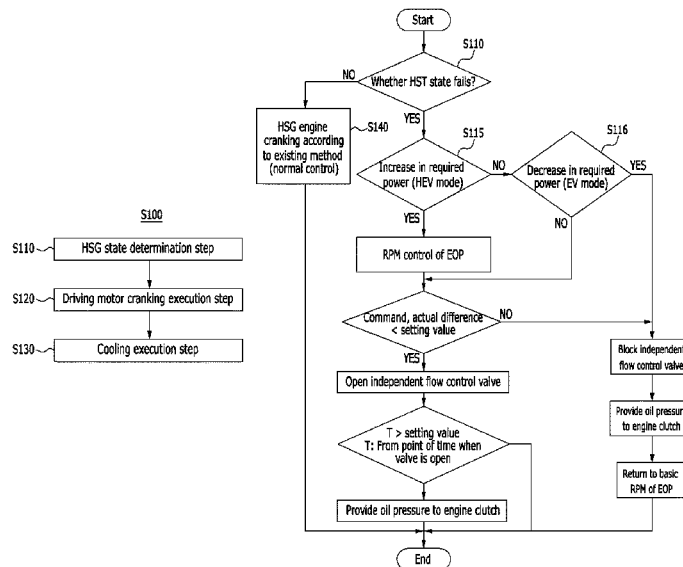 S100
S110
HSG state determination step
S120
Driving motor cranking execution step
S130
Cooling execution step
Start
S110
Whether HST state fails?
NO
YES
HSG engine
cranking according
to existing method
(normal control)
S140
S115
Increase in required
power (HEV mode)
NO
YES
S116
Decrease in required
power (EV mode)
YES
NO
RPM control of EOP
Command, actual difference
< setting value
NO
YES
Open independent flow control valve
T > setting value
T: From point of time when
valve is open
Provide oil pressure to engine clutch
Block independent
flow control valve
Provide oil pressure
to engine clutch
Return to basic
RPM of EOP
End